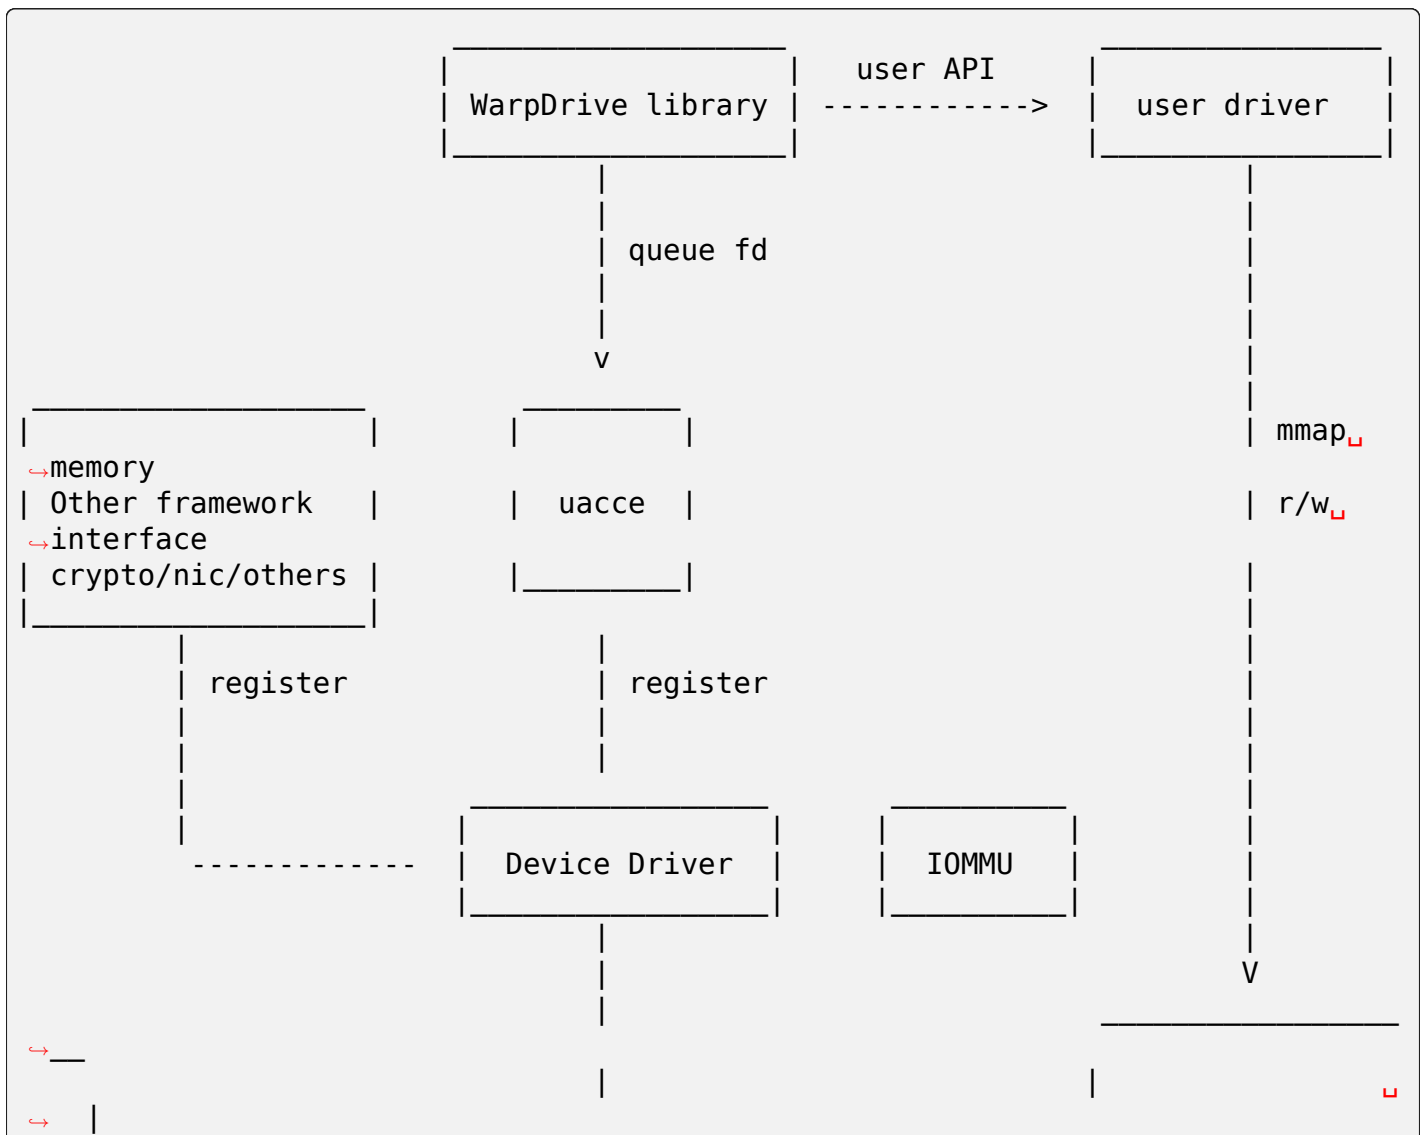 user API
WarpDrive library ------------> user driver
queue fd
v
mmap␣
↪memory
Other framework uacce r/w␣
↪interface
crypto/nic/others
register register
------------- Device Driver IOMMU
V
↪__
␣
↪ |